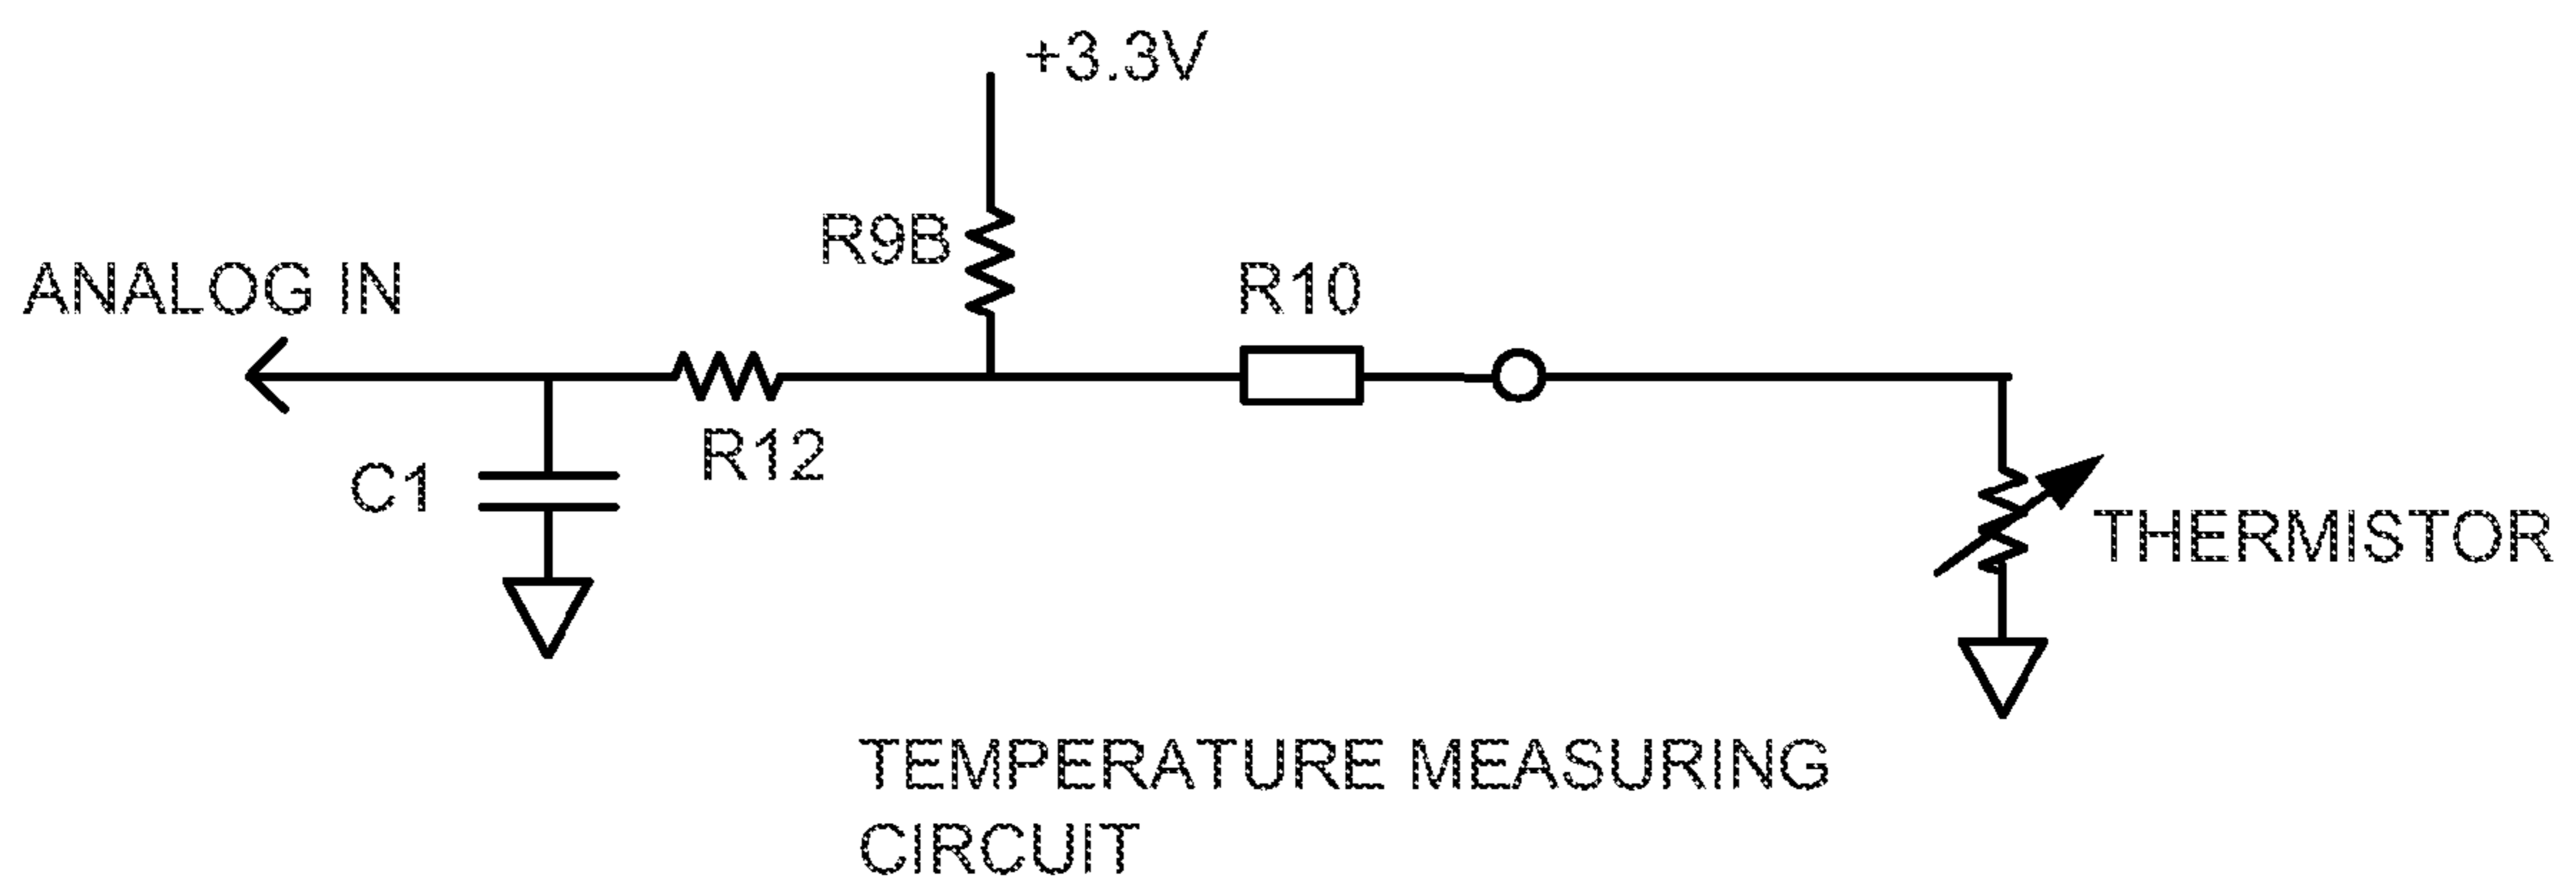 +3.3V
R9B
ANALOG IN
R10
R12
C1
THERMISTOR
TEMPERATURE MEASURING
CIRCUIT